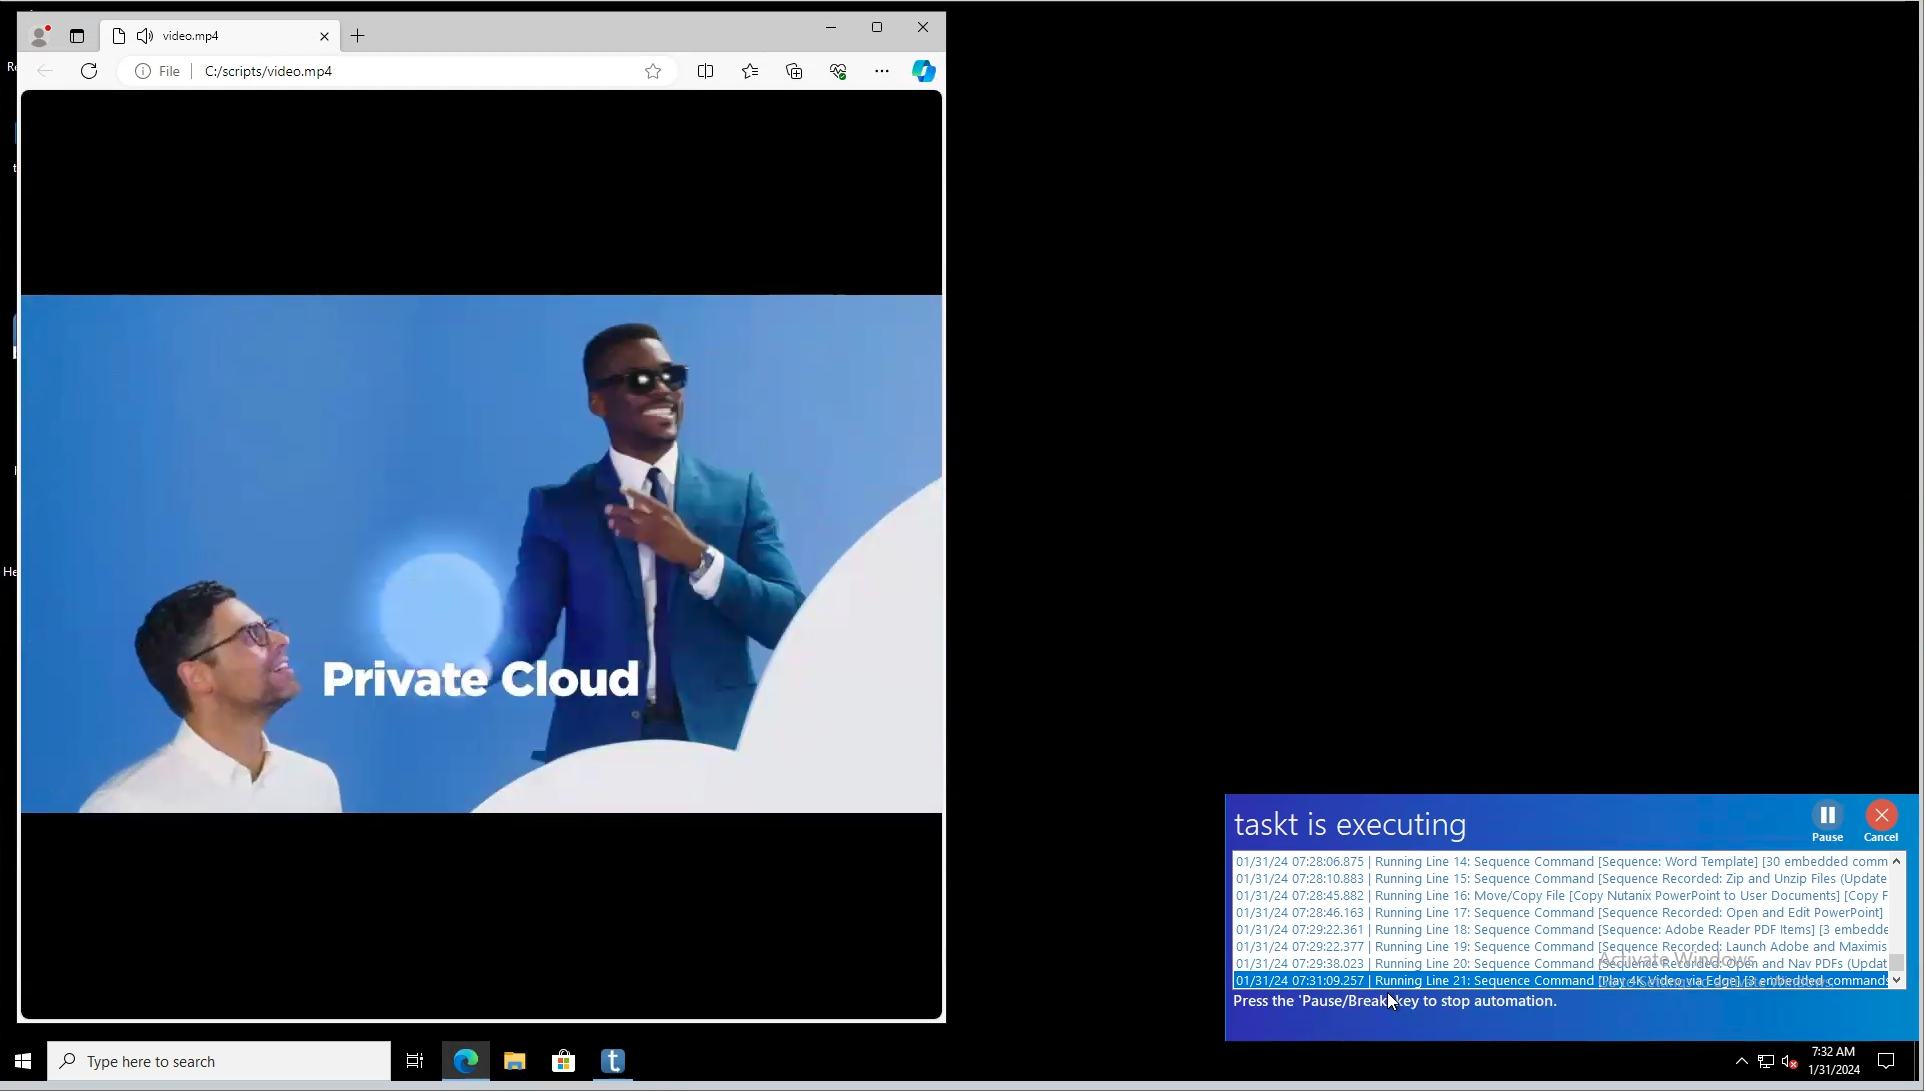 video.mp4
File
C:/scripts/video.mp4
Re
He
Private Cloud
taskt is executing
Pause
Cancel
01/31/24 07:28:06.875 | Running Line 14: Sequence Command [Sequence: Word Template] [30 embedded comm
01/31/24 07:28:10.883 | Running Line 15: Sequence Command [Sequence Recorded: Zip and Unzip Files (Update
01/31/24 07:28:45.882 | Running Line 16: Move/Copy File [Copy Nutanix PowerPoint to User Documents] [Copy F
01/31/24 07:28:46.163 | Running Line 17: Sequence Command [Sequence Recorded: Open and Edit PowerPoint]
01/31/24 07:29:22.361 | Running Line 18: Sequence Command [Sequence: Adobe Reader PDF Items] [3 embedde
01/31/24 07:29:22.377 | Running Line 19: Sequence Command [Sequence Recorded: Launch Adobe and Maximis
01/31/24 07:29:38.023 | Running Line 20: Sequence Command [Sequence Recorded: Open and Nav PDFs (Updat
01/31/24 07:31:09.257 | Running Line 21: Sequence Command [Play 4K Video via Edge] [3 embedded commands
Activate Windows
Press the 'Pause/Break' key to stop automation.
Type here to search
7:32 AM
1/31/2024